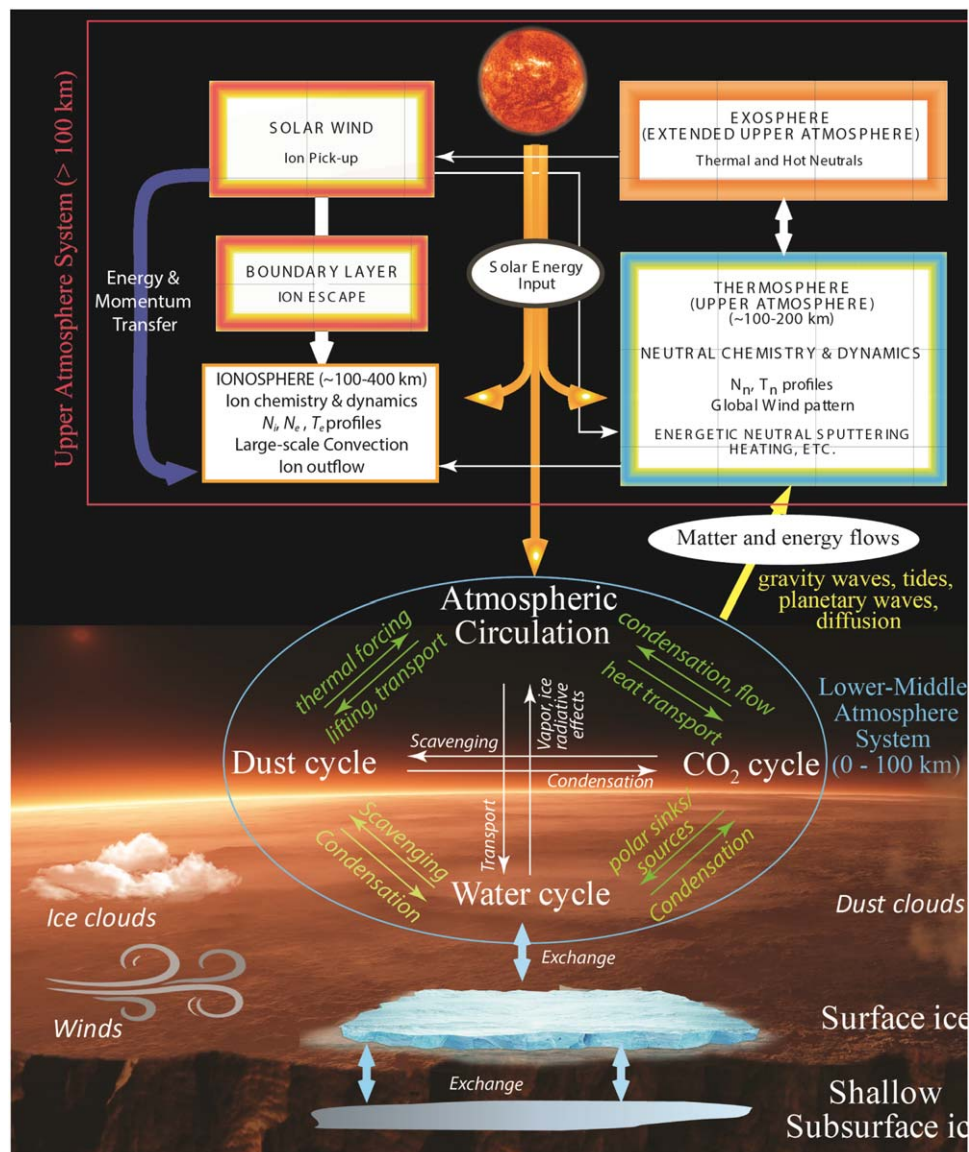 Upper Atmosphere System (> 100 km)
SOLAR WIND
Ion Pick-up
EXOSPHERE
(EXTENDED UPPER ATMOSPHERE)
Thermal and Hot Neutrals
Energy &
Momentum
Transfer
BOUNDARY LAYER
ION ESCAPE
Solar Energy
Input
THERMOSPHERE
(UPPER ATMOSPHERE)
(~100-200 km)
NEUTRAL CHEMISTRY & DYNAMICS
Nn, Tn profiles
Global Wind pattern
ENERGETIC NEUTRAL SPUTTERING
HEATING, ETC.
IONOSPHERE (~100-400 km)
Ion chemistry & dynamics
Ni, Ne, Te profiles
Large-scale Convection
Ion outflow
Matter and energy flows
gravity waves, tides,
planetary waves,
diffusion
Atmospheric
Circulation
thermal forcing
lifting, transport
condensation, flow
heat transport
Vapor, ice
radiative
effects
Lower-Middle
Atmosphere
System
(0 - 100 km)
Dust cycle
Scavenging
Condensation
CO2 cycle
Transport
Scavenging
Condensation
polar sinks/
sources
Condensation
Water cycle
Ice clouds
Dust clouds
Exchange
Winds
Surface ice
Exchange
Shallow
Subsurface ic